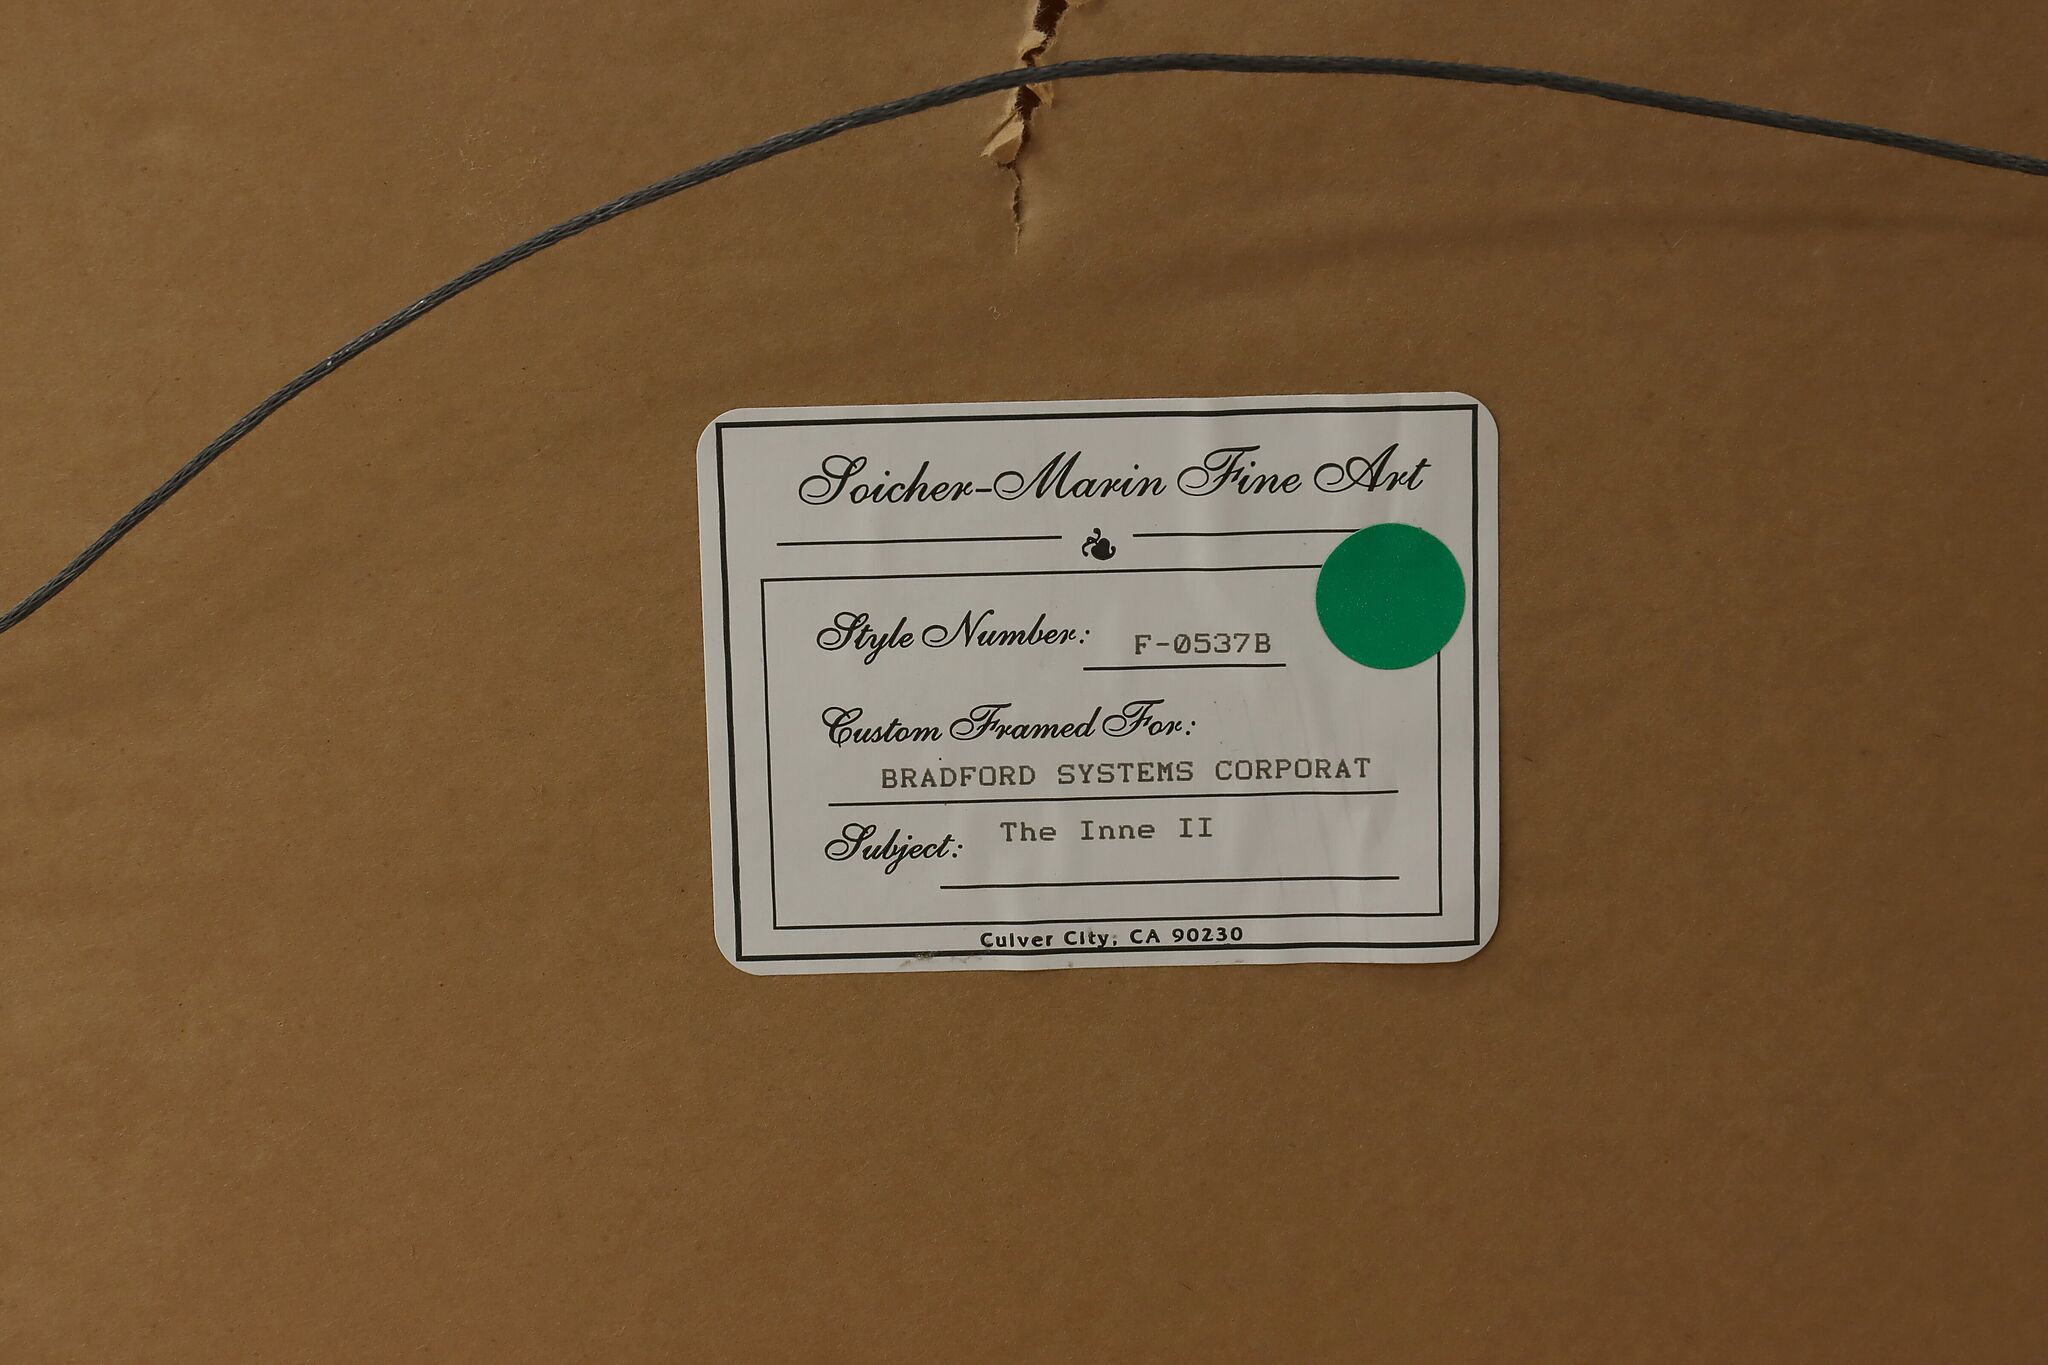 Soicher-Marin Fine Art
Style Number: F-0537B
Custom Framed For:
BRADFORD SYSTEMS CORPORAT
Subject: The Inne II
Culver City, CA 90230